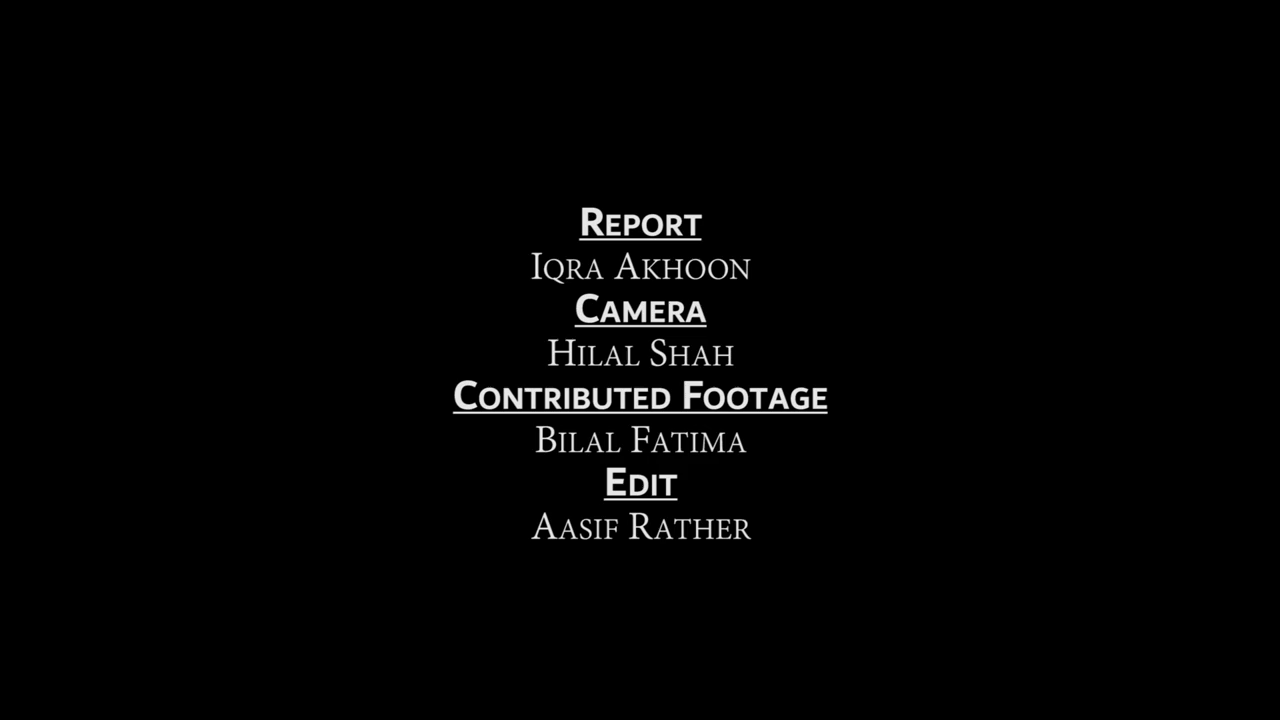 Report
Iqra Akhoon
Camera
Hilal Shah
Contributed Footage
Bilal Fatima
Edit
Aasif Rather